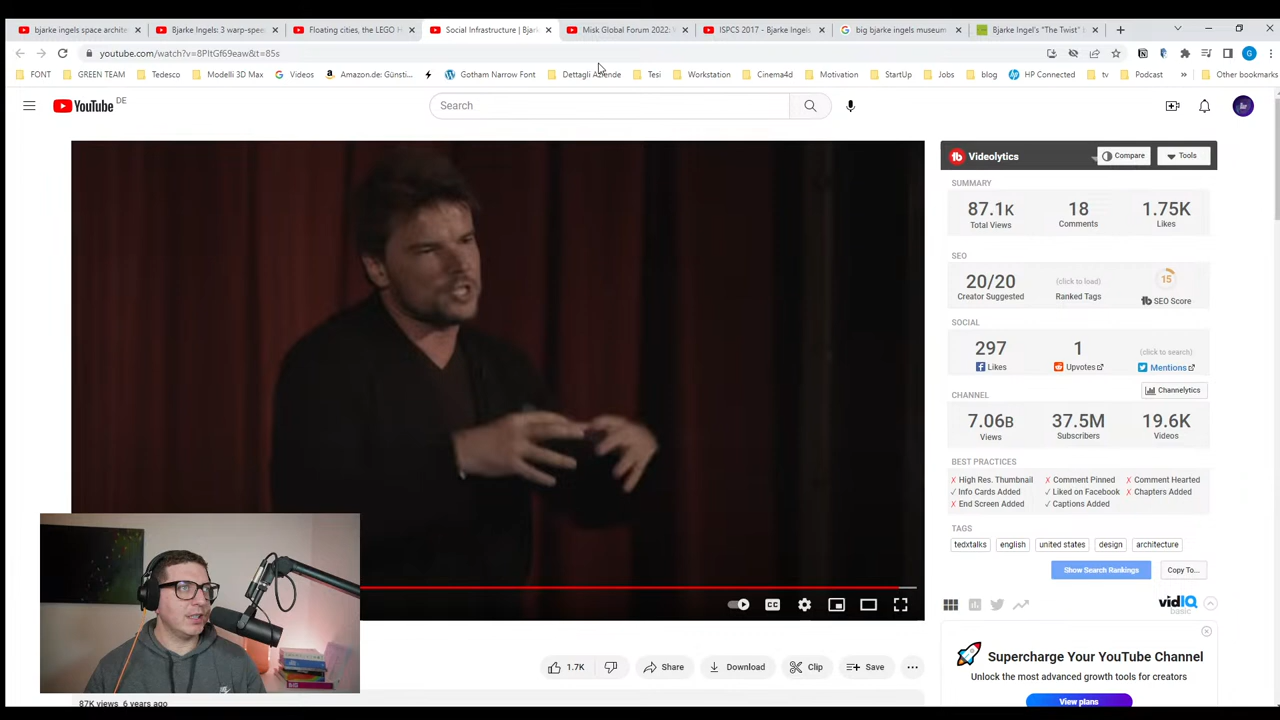 bjarke ingels space archite
Bjarke Ingels: 3 warp-spee
Floating cities, the LEGO H
Social Infrastructure | Bjark
Misk Global Forum 2022:
ISPCS 2017 - Bjarke Ingels
big bjarke ingels museum
Bjarke Ingel's "The Twist"
youtube.com/watch?v=8PItGf69eaw&t=85s
FONT GREEN TEAM Tedesco Modelli 3D Max Videos Amazon.de: Günsti... Gotham Narrow Font Dettagli Aziende Tesi Workstation Cinema4d Motivation StartUp Jobs blog HP Connected tv Podcast » Other bookmarks
YouTube DE
Search
Videolytics Compare Tools
SUMMARY
87.1K 18 1.75K
Total Views Comments Likes
SEO
20/20 (click to load) 15
Creator Suggested Ranked Tags tb SEO Score
SOCIAL
297 1 (click to search)
Likes Upvotes Mentions
Channelytics
CHANNEL
7.06B 37.5M 19.6K
Views Subscribers Videos
BEST PRACTICES
✗ High Res. Thumbnail ✗ Comment Pinned ✗ Comment Hearted
✓ Info Cards Added ✓ Liked on Facebook ✗ Chapters Added
✗ End Screen Added ✓ Captions Added
TAGS
tedxtalks english united states design architecture
Show Search Rankings Copy To...
CC
vidIQ
basic
Supercharge Your YouTube Channel
Unlock the most advanced growth tools for creators
View plans
1.7K Share Download Clip Save
87K views 6 years ago